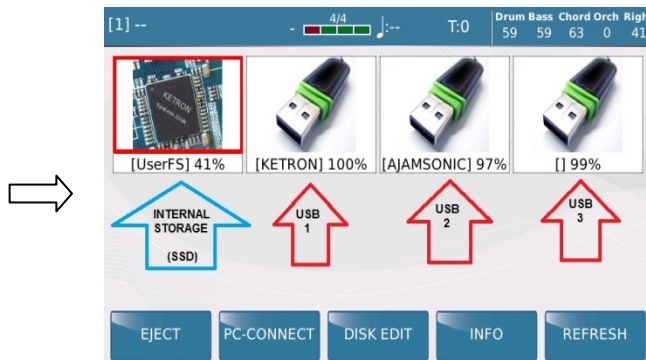 [1] -- - 4/4 :-- T:0 Drum Bass Chord Orch Righ
59 59 63 0 41
KETRON
System Disk
[UserFS] 41% [KETRON] 100% [AJAMSONIC] 97% [] 99%
INTERNAL
STORAGE
(SSD)
USB
1
USB
2
USB
3
EJECT PC-CONNECT DISK EDIT INFO REFRESH